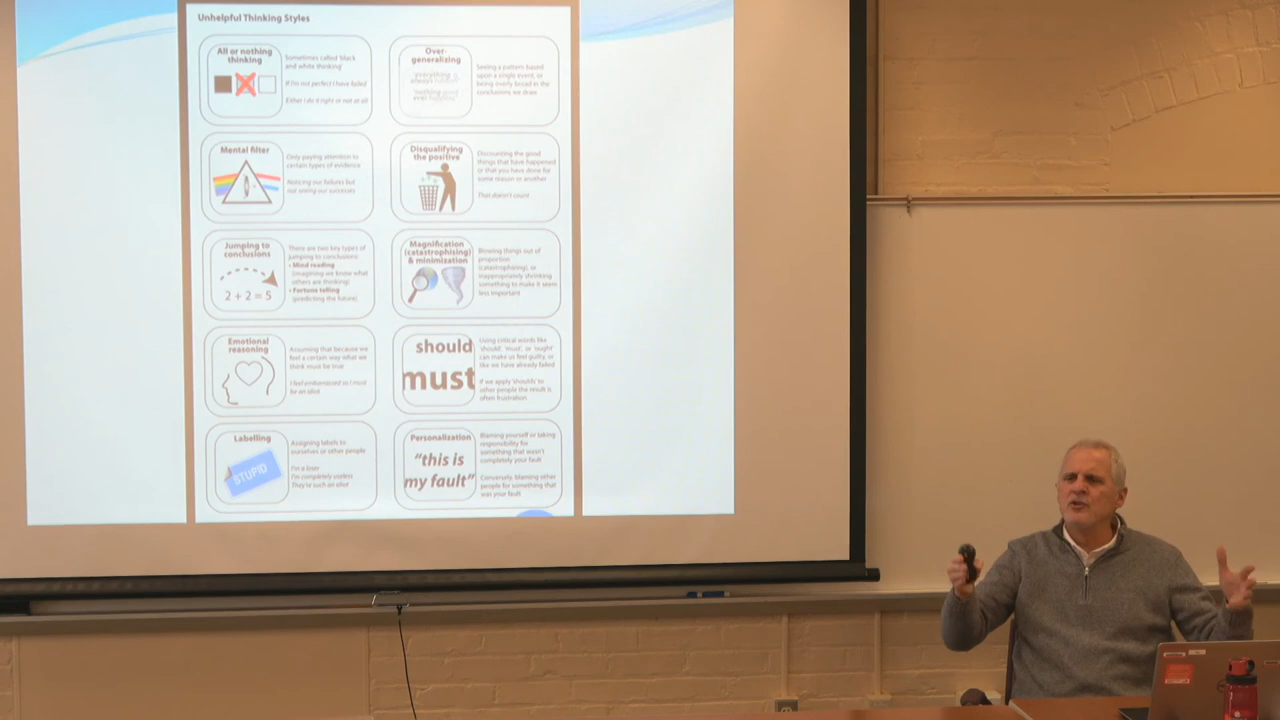 Unhelpful Thinking Styles
All or nothing
thinking
Sometimes called 'black
and white thinking'
If I'm not perfect I have failed
Either I do it right or not at all
Over-
generalizing
"everything is
always rubbish"
"nothing good
ever happens"
Seeing a pattern based
upon a single event, or
being overly broad in the
conclusions we draw
Mental filter
Only paying attention to
certain types of evidence
Noticing our failures but
not seeing our successes
Disqualifying
the positive
Discounting the good
things that have happened
or that you have done for
some reason or another
That doesn't count
Jumping to
conclusions
2 + 2 = 5
There are two key types of
jumping to conclusions:
• Mind reading
(imagining we know what
others are thinking)
• Fortune telling
(predicting the future)
Magnification
(catastrophising)
& minimization
Blowing things out of
proportion
(catastrophising), or
inappropriately shrinking
something to make it seem
less important
Emotional
reasoning
Assuming that because we
feel a certain way what we
think must be true
I feel embarrassed so I must
be an idiot
should
must
Using critical words like
'should', 'must', or 'ought'
can make us feel guilty, or
like we have already failed
If we apply 'shoulds' to
other people the result is
often frustration
Labelling
STUPID
Assigning labels to
ourselves or other people
I'm a loser
I'm completely useless
They're such an idiot
Personalization
"this is
my fault"
Blaming yourself or taking
responsibility for
something that wasn't
completely your fault
Conversely, blaming other
people for something that
was your fault